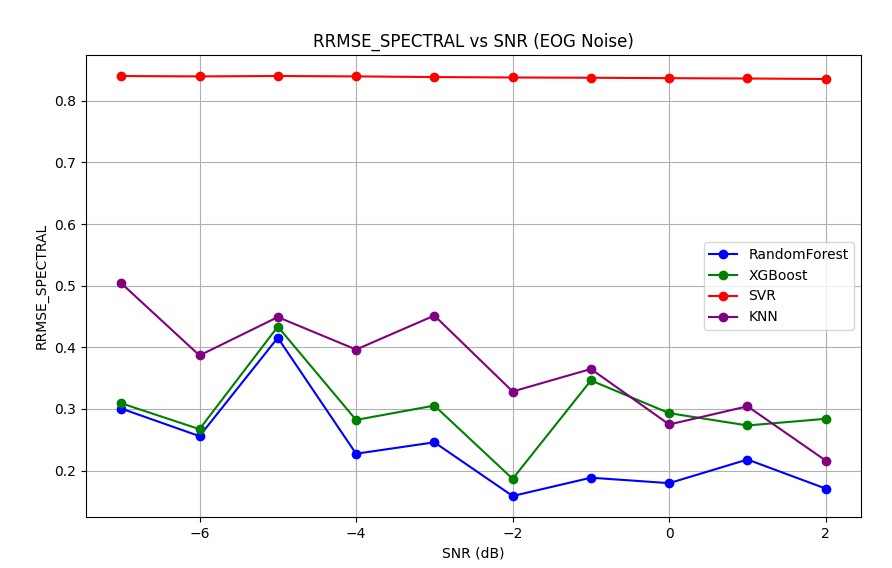 RRMSE_SPECTRAL vs SNR (EOG Noise)
RRMSE_SPECTRAL
0.8
0.7
0.6
0.5
0.4
0.3
0.2
RandomForest
XGBoost
SVR
KNN
−6
−4
−2
0
2
SNR (dB)